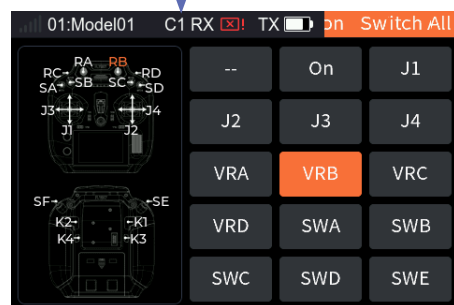 01:Model01 C1 RX ! TX on Switch All
RA RB
RC RD
SA SB SC SD
J3 J4
J1 J2
SF SE
K2 K1
K4 K3
-- On J1
J2 J3 J4
VRA VRB VRC
VRD SWA SWB
SWC SWD SWE